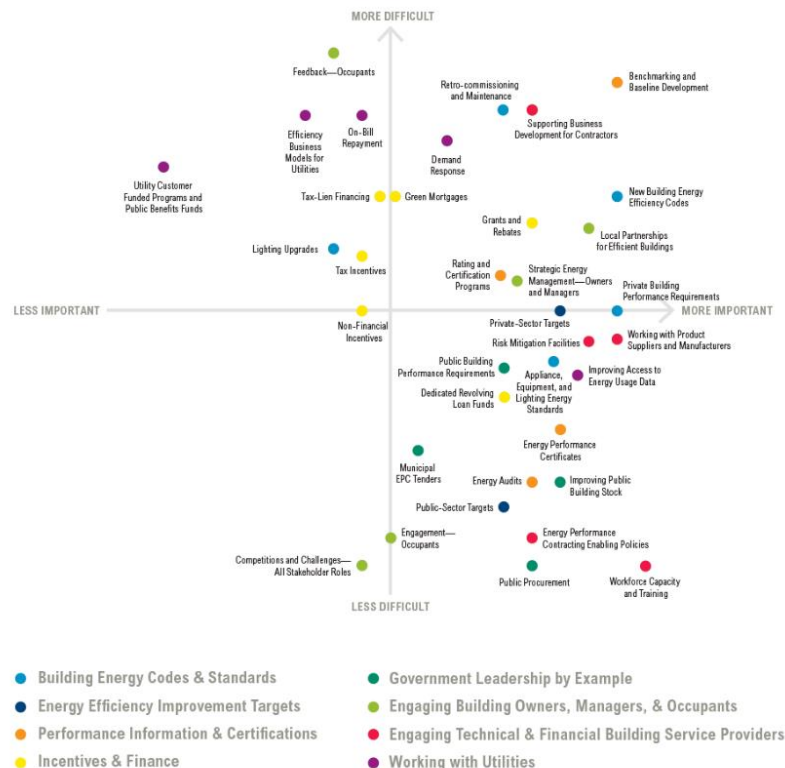 MORE DIFFICULT
Feedback—Occupants
Benchmarking and
Baseline Development
Retro-commissioning
and Maintenance
Supporting Business
Development for Contractors
Efficiency
Business
Models for
Utilities
On-Bill
Repayment
Demand
Response
Utility Customer
Funded Programs and
Public Benefits Funds
Tax-Lien Financing
Green Mortgages
New Building Energy
Efficiency Codes
Grants and
Rebates
Local Partnerships
for Efficient Buildings
Lighting Upgrades
Tax Incentives
Rating and
Certification
Programs
Strategic Energy
Management—Owners
and Managers
Private Building
Performance Requirements
LESS IMPORTANT
MORE IMPORTANT
Non-Financial
Incentives
Private-Sector Targets
Risk Mitigation Facilities
Working with Product
Suppliers and Manufacturers
Public Building
Performance Requirements
Appliance,
Equipment, and
Lighting Energy
Standards
Improving Access to
Energy Usage Data
Dedicated Revolving
Loan Funds
Energy Performance
Certificates
Municipal
EPC Tenders
Energy Audits
Improving Public
Building Stock
Public-Sector Targets
Engagement—
Occupants
Energy Performance
Contracting Enabling Policies
Competitions and Challenges—
All Stakeholder Roles
Public Procurement
Workforce Capacity
and Training
LESS DIFFICULT
Building Energy Codes & Standards
Energy Efficiency Improvement Targets
Performance Information & Certifications
Incentives & Finance
Government Leadership by Example
Engaging Building Owners, Managers, & Occupants
Engaging Technical & Financial Building Service Providers
Working with Utilities